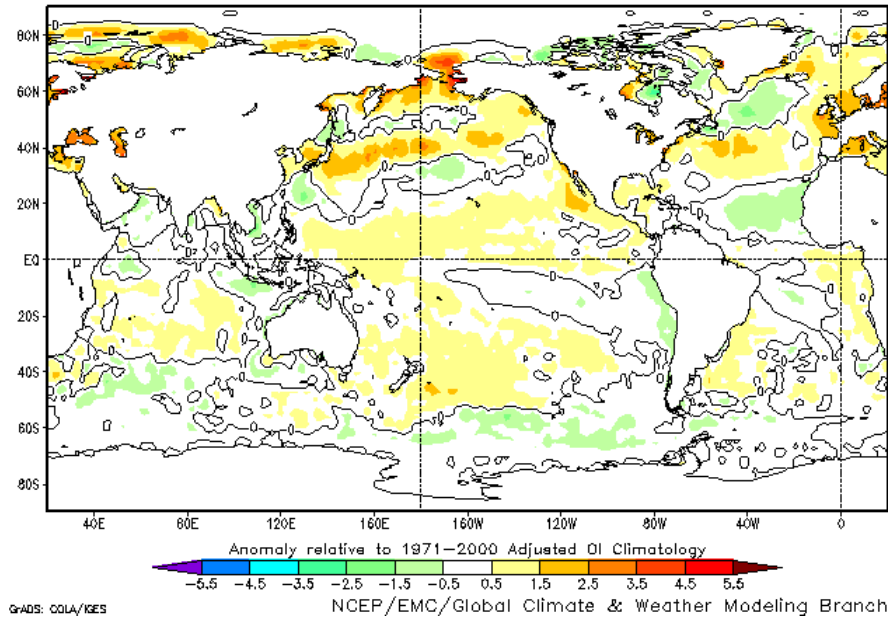 80N
60N
40N
20N
EQ
20S
40S
60S
80S
40E 80E 120E 160E 160W 120W 80W 40W 0
Anomaly relative to 1971-2000 Adjusted OI Climatology
-5.5 -4.5 -3.5 -2.5 -1.5 -0.5 0.5 1.5 2.5 3.5 4.5 5.5
GrADS: COLA/IGES
NCEP/EMC/Global Climate & Weather Modeling Branch